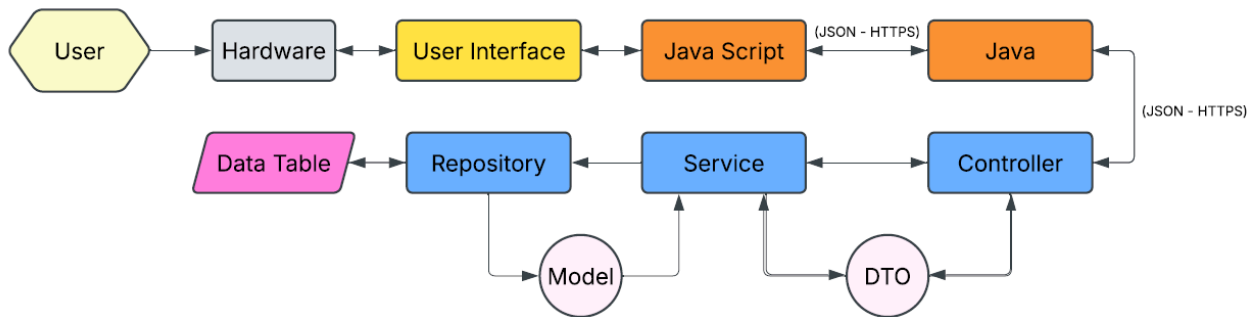 User
Hardware
User Interface
Java Script
(JSON - HTTPS)
Java
(JSON - HTTPS)
Data Table
Repository
Service
Controller
Model
DTO